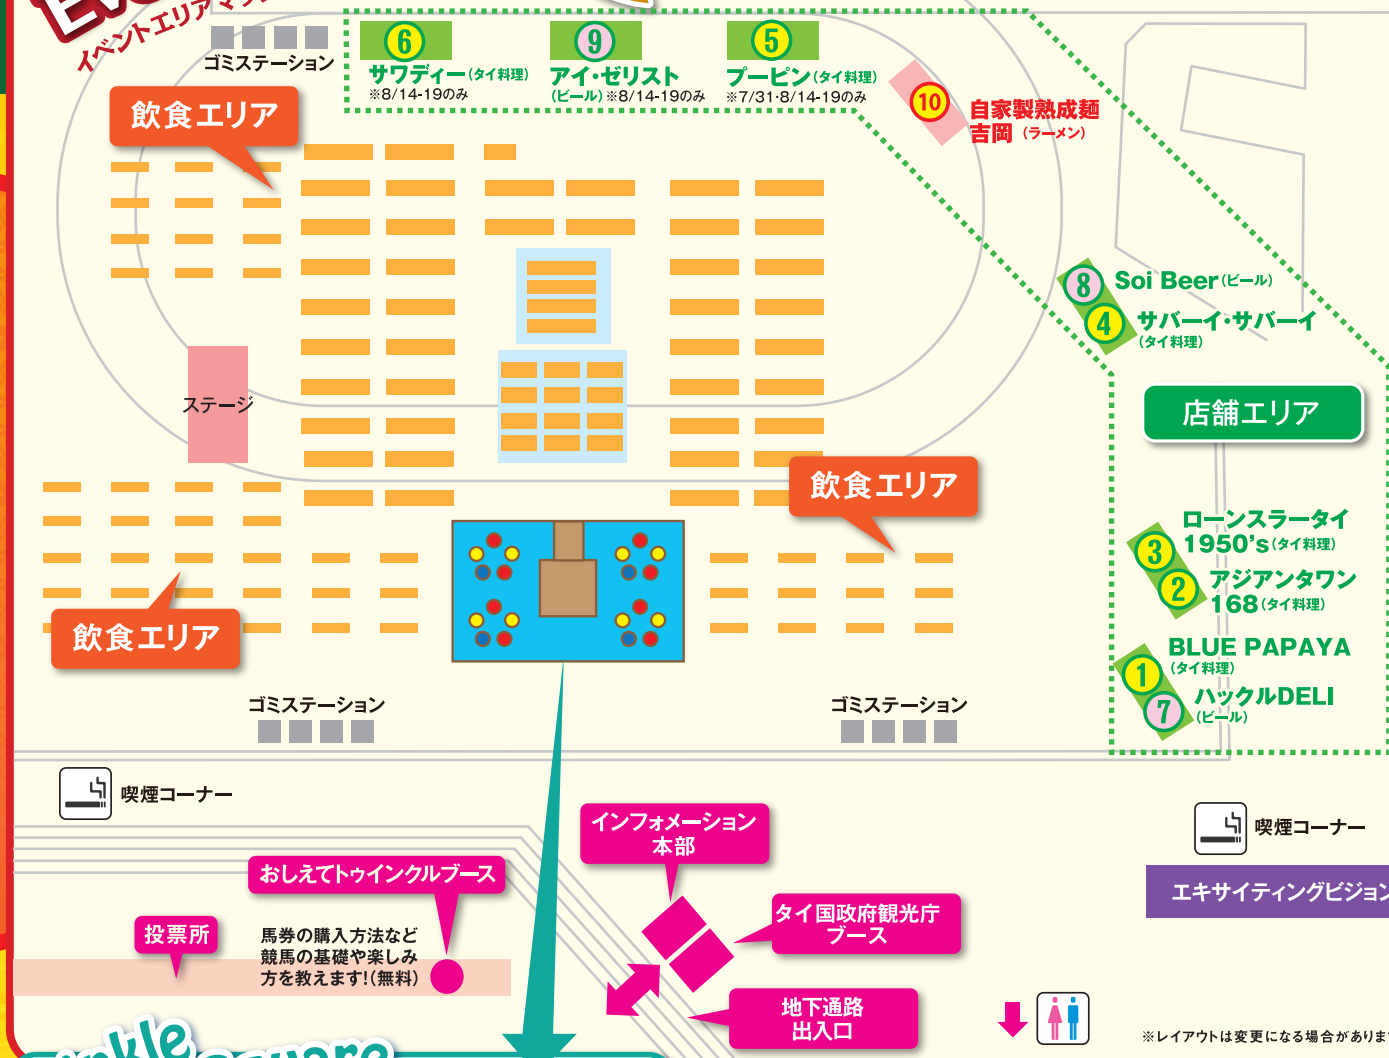 イベントエリアマップ
ゴミステーション
6
サワディー(タイ料理)
※8/14-19のみ
9
アイ・ゼリスト
(ビール)※8/14-19のみ
5
プーピン(タイ料理)
※7/31・8/14-19のみ
10
自家製熟成麺
吉岡(ラーメン)
飲食エリア
8
Soi Beer(ビール)
4
サバーイ・サバーイ
(タイ料理)
ステージ
店舗エリア
飲食エリア
3
ローンスラータイ
1950's(タイ料理)
2
アジアンタワン
168(タイ料理)
飲食エリア
1
BLUE PAPAYA
(タイ料理)
7
ハックルDELI
(ビール)
ゴミステーション
ゴミステーション
喫煙コーナー
インフォメーション
本部
喫煙コーナー
おしえてトゥインクルブース
エキサイティングビジョン
タイ国政府観光庁
ブース
投票所
馬券の購入方法など
競馬の基礎や楽しみ
方を教えます!(無料)
地下通路
出入口
※レイアウトは変更になる場合がありま